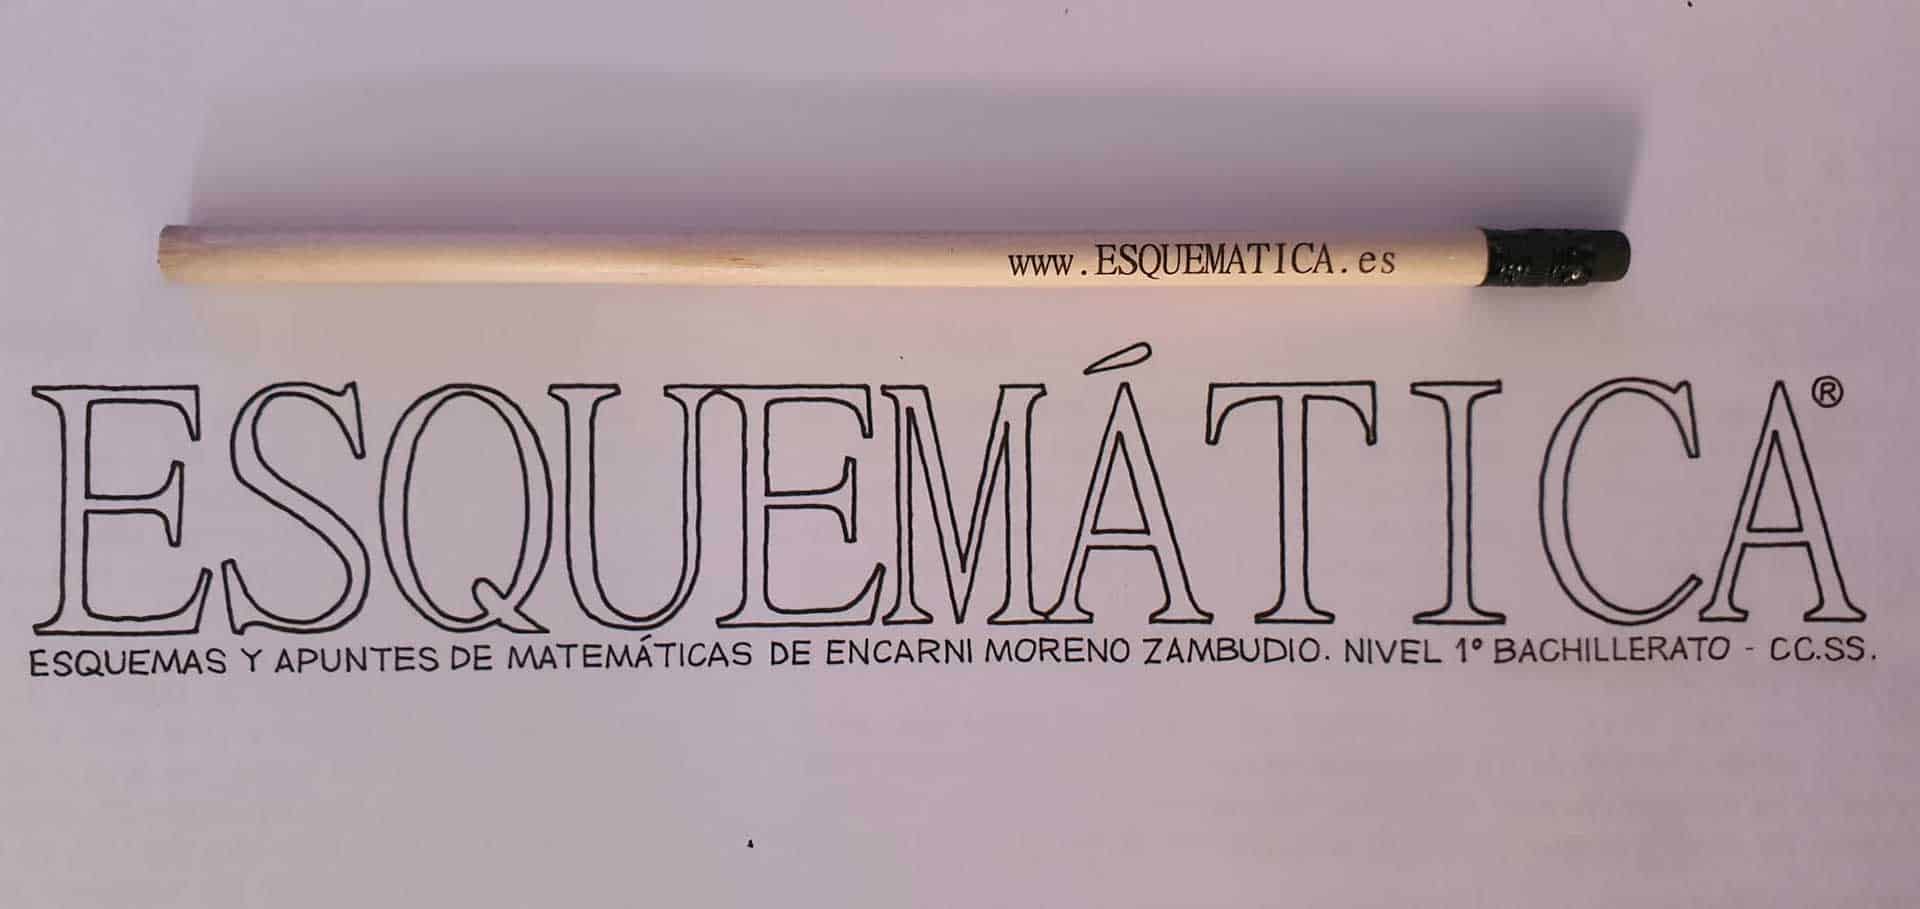 www.ESQUEMATICA.es
ESQUEMÁTICA®
ESQUEMAS Y APUNTES DE MATEMÁTICAS DE ENCARNI MORENO ZAMBUDIO. NIVEL 1º BACHILLERATO - CC.SS.